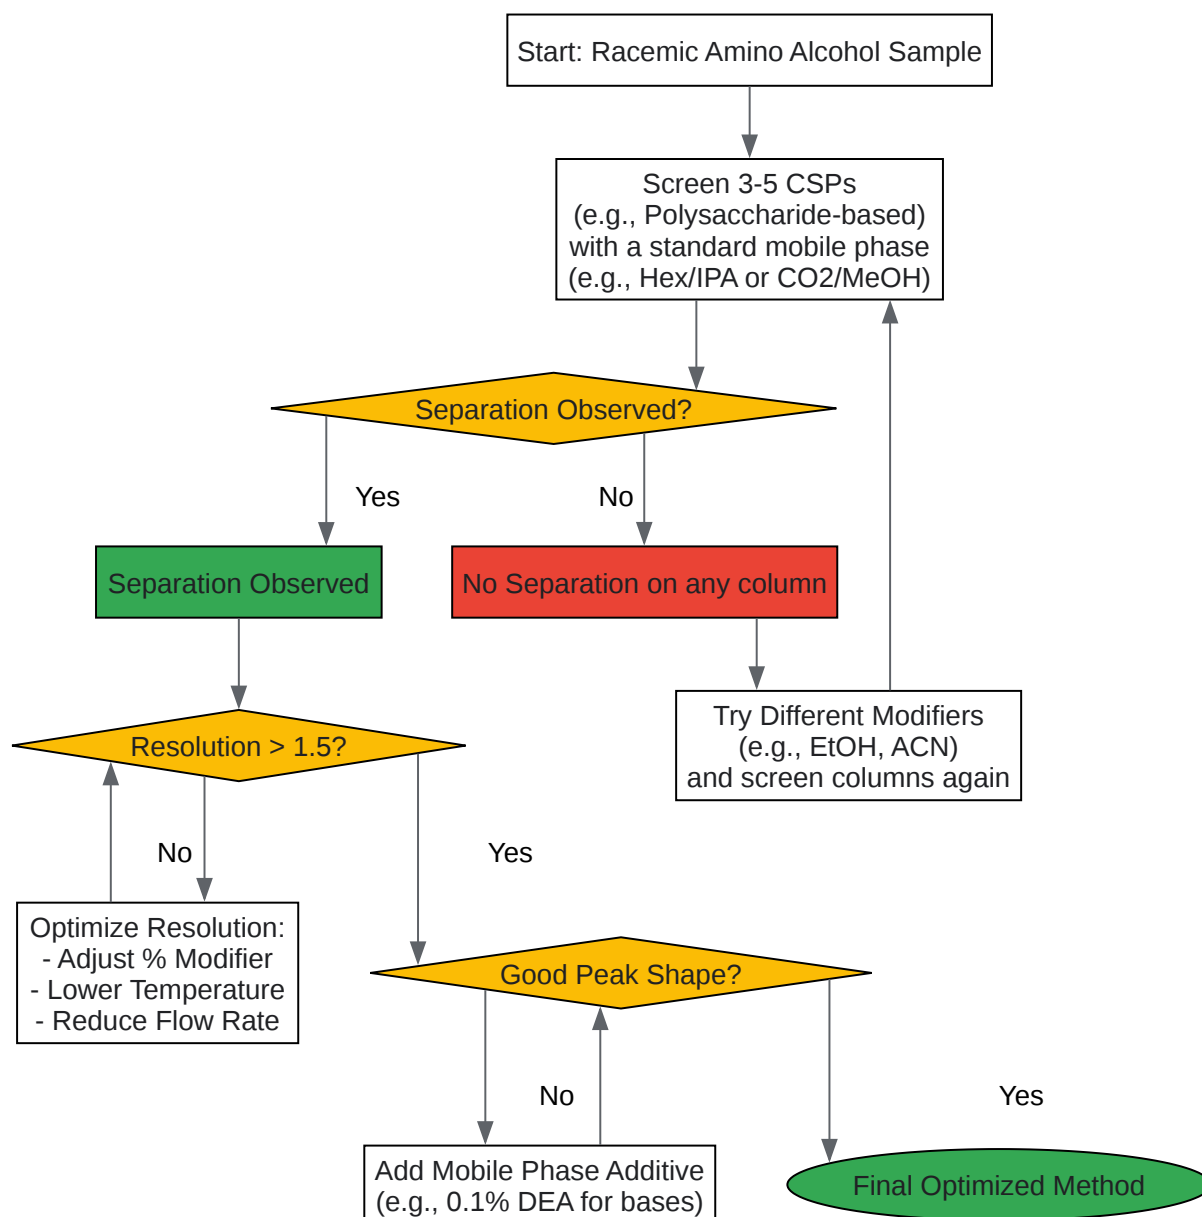 Start: Racemic Amino Alcohol Sample
Screen 3-5 CSPs
(e.g., Polysaccharide-based)
with a standard mobile phase
(e.g., Hex/IPA or CO2/MeOH)
Separation Observed?
Yes
No
Separation Observed
No Separation on any column
Try Different Modifiers
(e.g., EtOH, ACN)
and screen columns again
Resolution > 1.5?
No
Yes
Optimize Resolution:
- Adjust % Modifier
- Lower Temperature
- Reduce Flow Rate
Good Peak Shape?
No
Yes
Add Mobile Phase Additive
(e.g., 0.1% DEA for bases)
Final Optimized Method